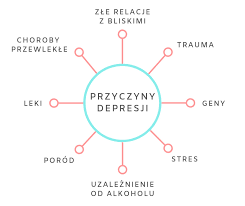 ZŁE RELACJE
Z BLISKIMI
CHOROBY
PRZEWLEKŁE
TRAUMA
PRZYCZYNY
DEPRESJI
LEKI
GENY
PORÓD
STRES
UZALEŻNIENIE
OD ALKOHOLU